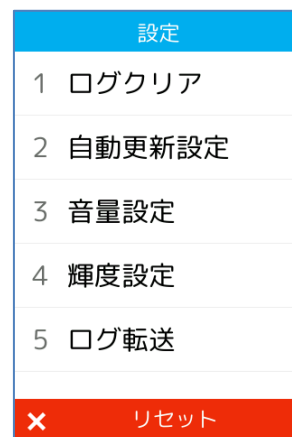 設定
1 ログクリア
2 自動更新設定
3 音量設定
4 輝度設定
5 ログ転送
× リセット